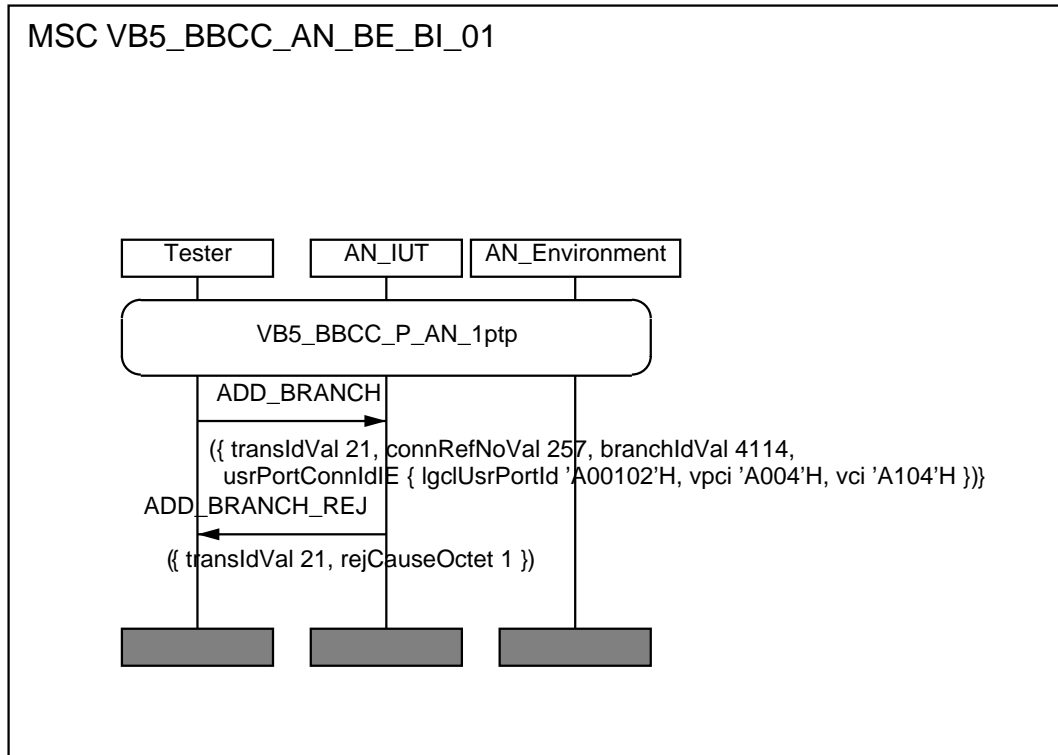 MSC VB5_BBCC_AN_BE_BI_01
Tester AN_IUT AN_Environment
VB5_BBCC_P_AN_1ptp
ADD_BRANCH
({ transIdVal 21, connRefNoVal 257, branchIdVal 4114,
usrPortConnIdIE { lgclUsrPortId 'A00102'H, vpci 'A004'H, vci 'A104'H })}
ADD_BRANCH_REJ
({ transIdVal 21, rejCauseOctet 1 })